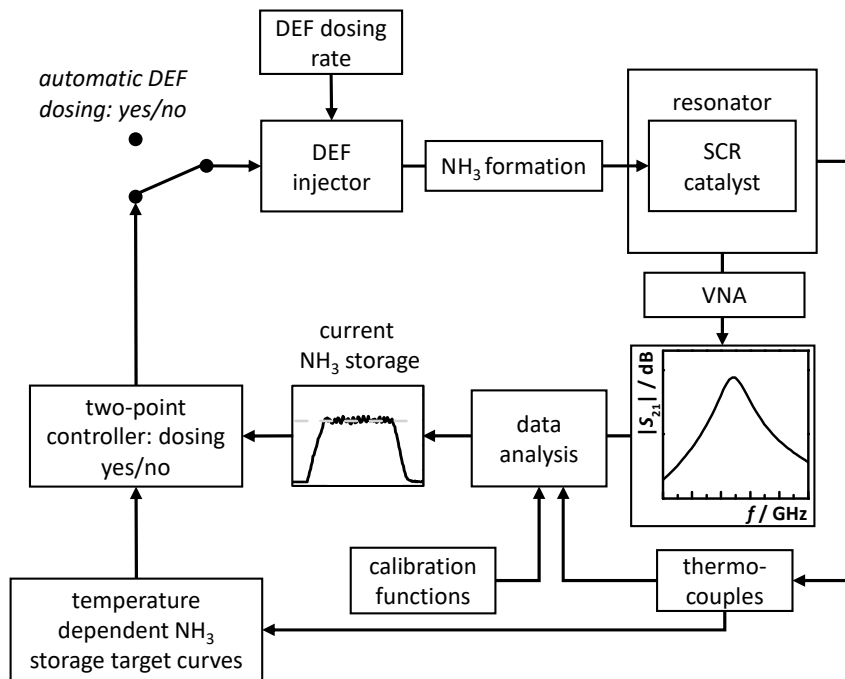 DEF dosing
rate
automatic DEF
dosing: yes/no
DEF
injector
NH₃ formation
resonator
SCR
catalyst
VNA
current
NH₃ storage
two-point
controller: dosing
yes/no
data
analysis
|S₂₁| / dB
f / GHz
calibration
functions
thermo-
couples
temperature
dependent NH₃
storage target curves